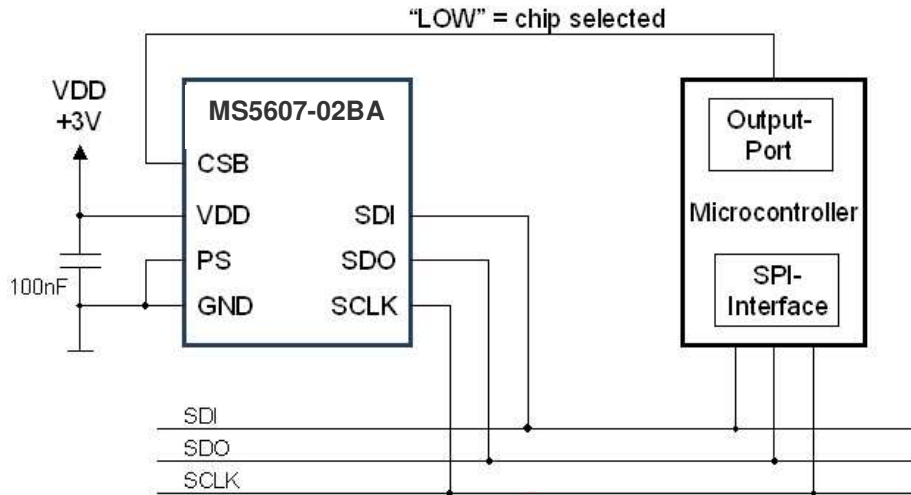 “LOW” = chip selected
VDD
+3V
MS5607-02BA
CSB
VDD
PS
GND
SDI
SDO
SCLK
100nF
Output-
Port
Microcontroller
SPI-
Interface
SDI
SDO
SCLK